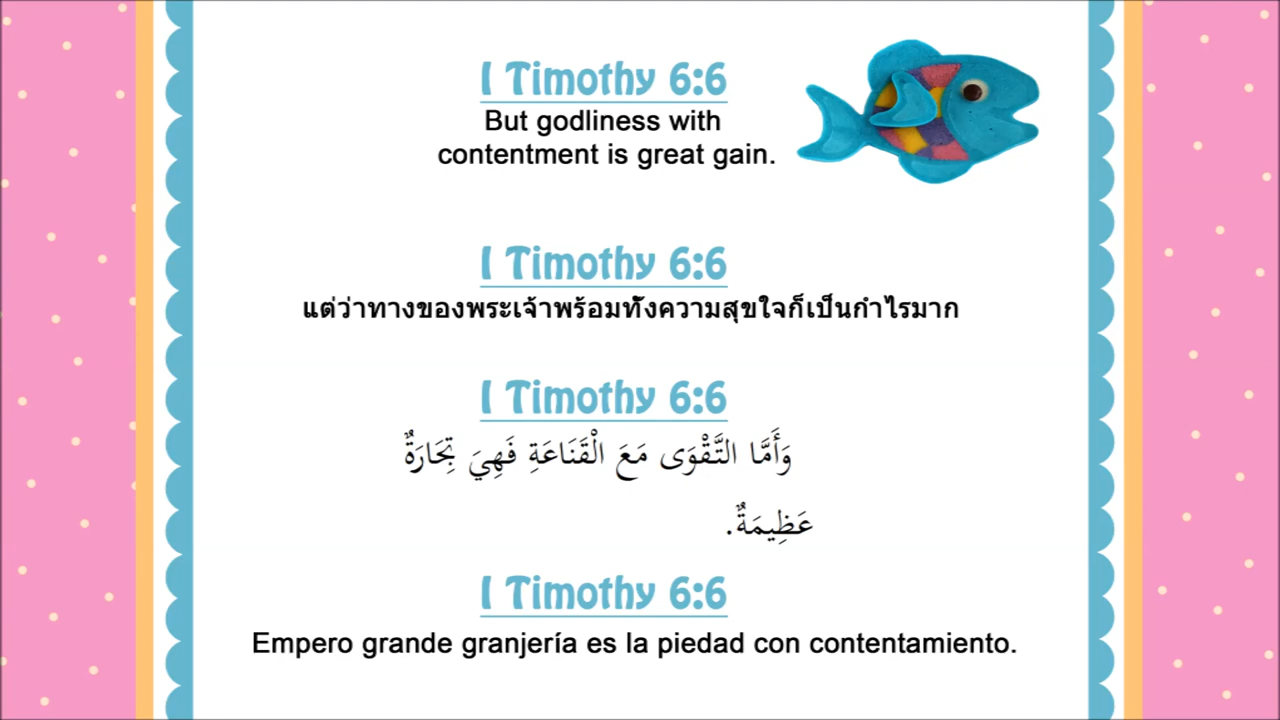 I Timothy 6:6
But godliness with
contentment is great gain.
I Timothy 6:6
แต่ว่าทางของพระเจ้าพร้อมทั้งความสุขใจก็เป็นกำไรมาก
I Timothy 6:6
وَأَمَّا التَّقْوَى مَعَ الْقَنَاعَةِ فَهِيَ تِجَارَةٌ
عَظِيمَةٌ.
I Timothy 6:6
Empero grande granjería es la piedad con contentamiento.